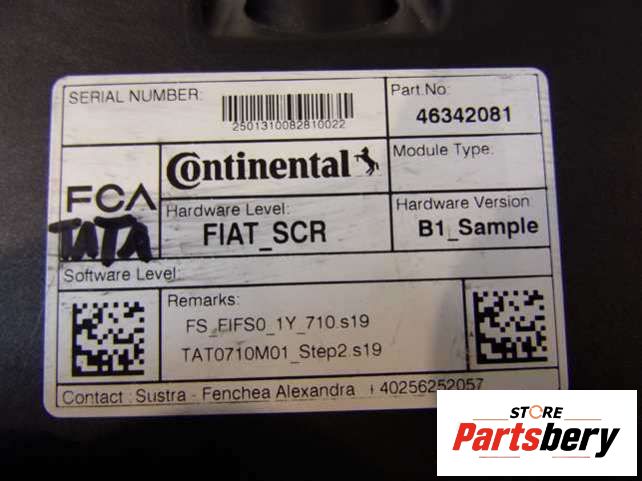 SERIAL NUMBER:
2501310082810022
Part.No:
46342081
Continental
Module Type:
FCA
TATA
Hardware Level:
FIAT_SCR
Hardware Version
B1_Sample
Software Level:
Remarks:
FS_FIFS0_1Y_710.s19
TAT0710M01_Step2.s19
Contact : Sustra - Fenchea Alexandra +40256252057
STORE
Partsbery